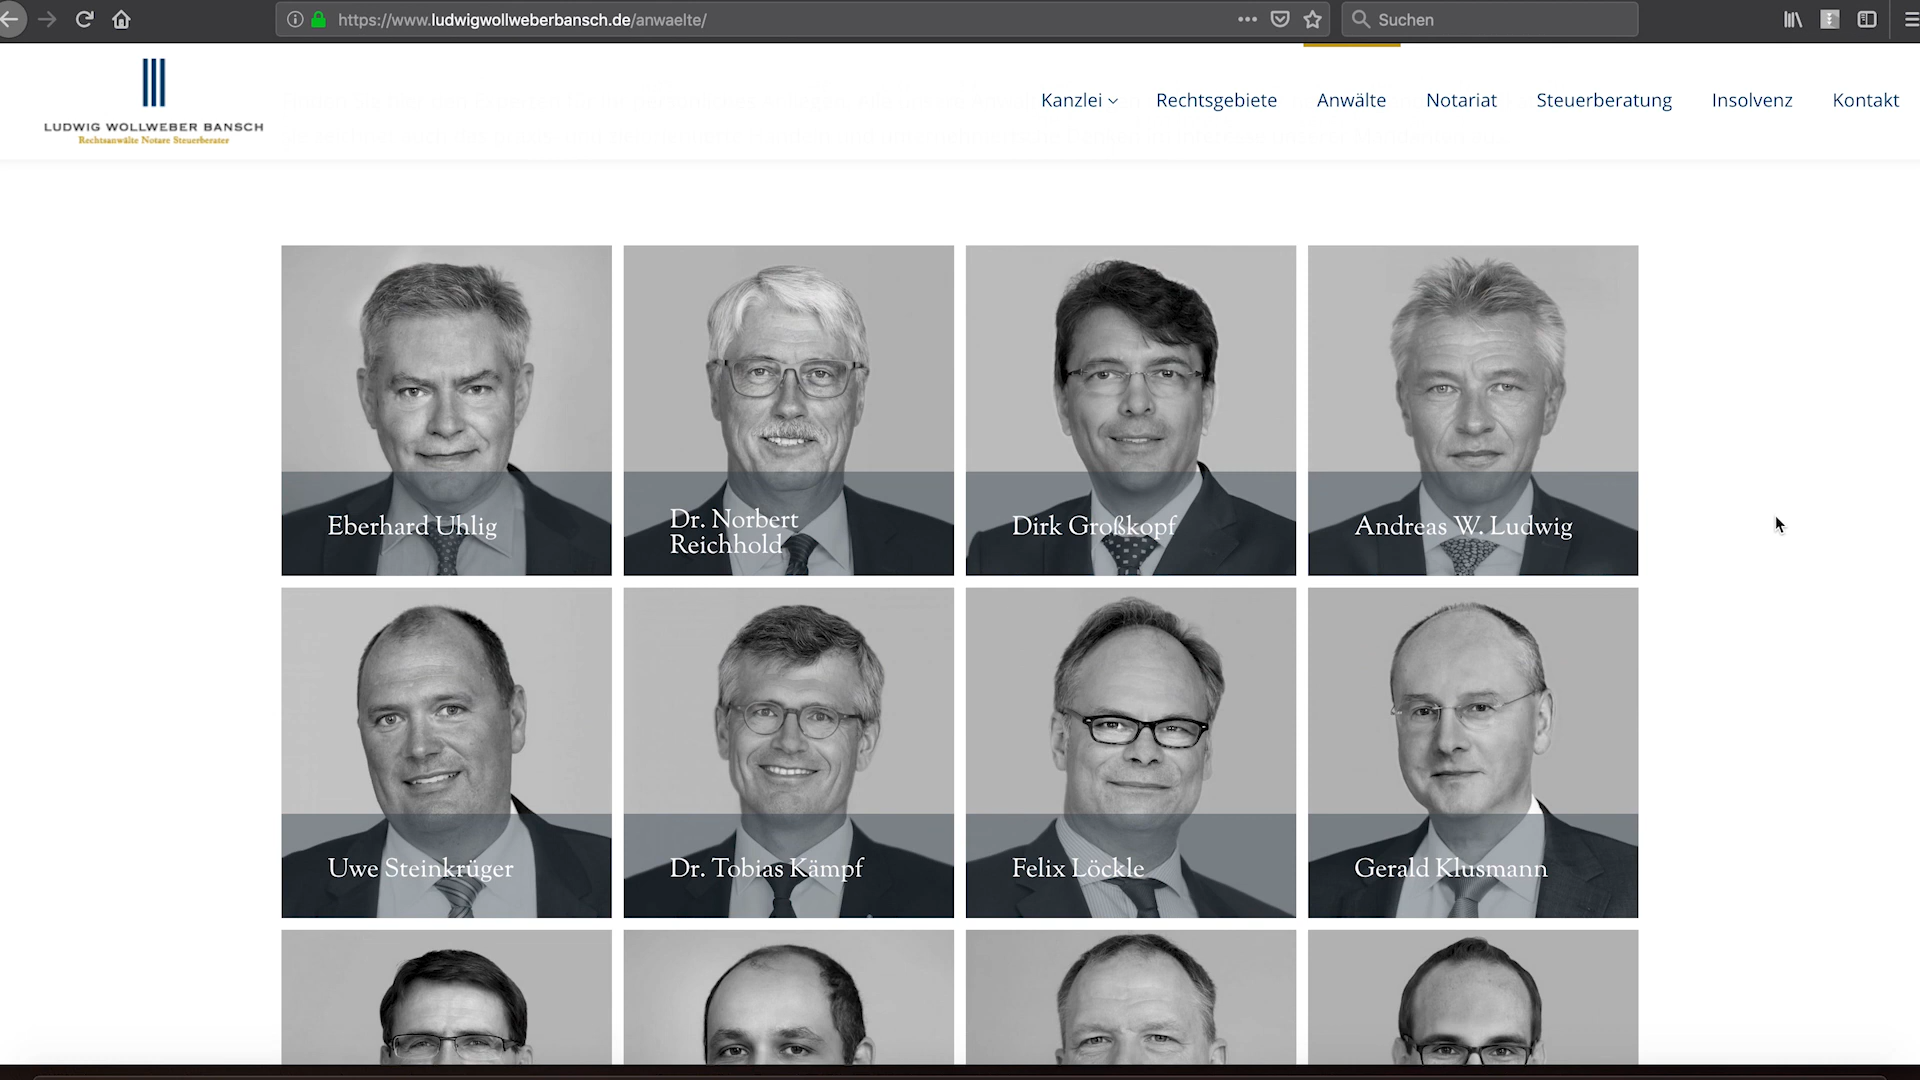 https://www.ludwigwollweberbansch.de/anwaelte/
Suchen
LUDWIG WOLLWEBER BANSCH
Rechtsanwälte Notare Steuerberater
Kanzlei
Rechtsgebiete
Anwälte
Notariat
Steuerberatung
Insolvenz
Kontakt
Eberhard Uhlig
Dr. Norbert
Reichhold
Dirk Großkopf
Andreas W. Ludwig
Uwe Steinkrüger
Dr. Tobias Kämpf
Felix Löckle
Gerald Klusmann